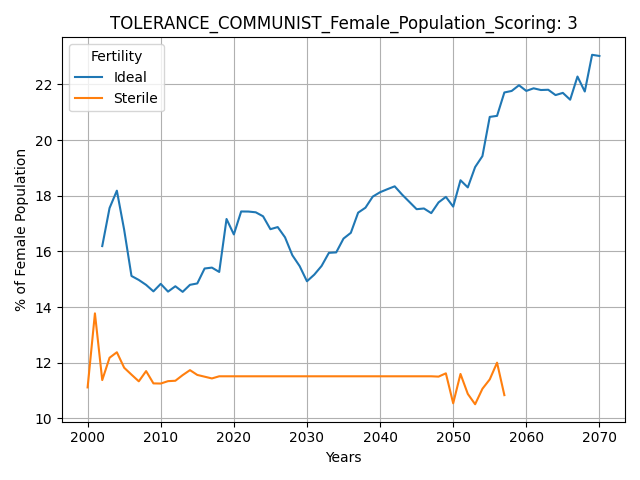 TOLERANCE_COMMUNIST_Female_Population_Scoring: 3
Fertility
Ideal
Sterile
% of Female Population
22
20
18
16
14
12
10
2000 2010 2020 2030 2040 2050 2060 2070
Years